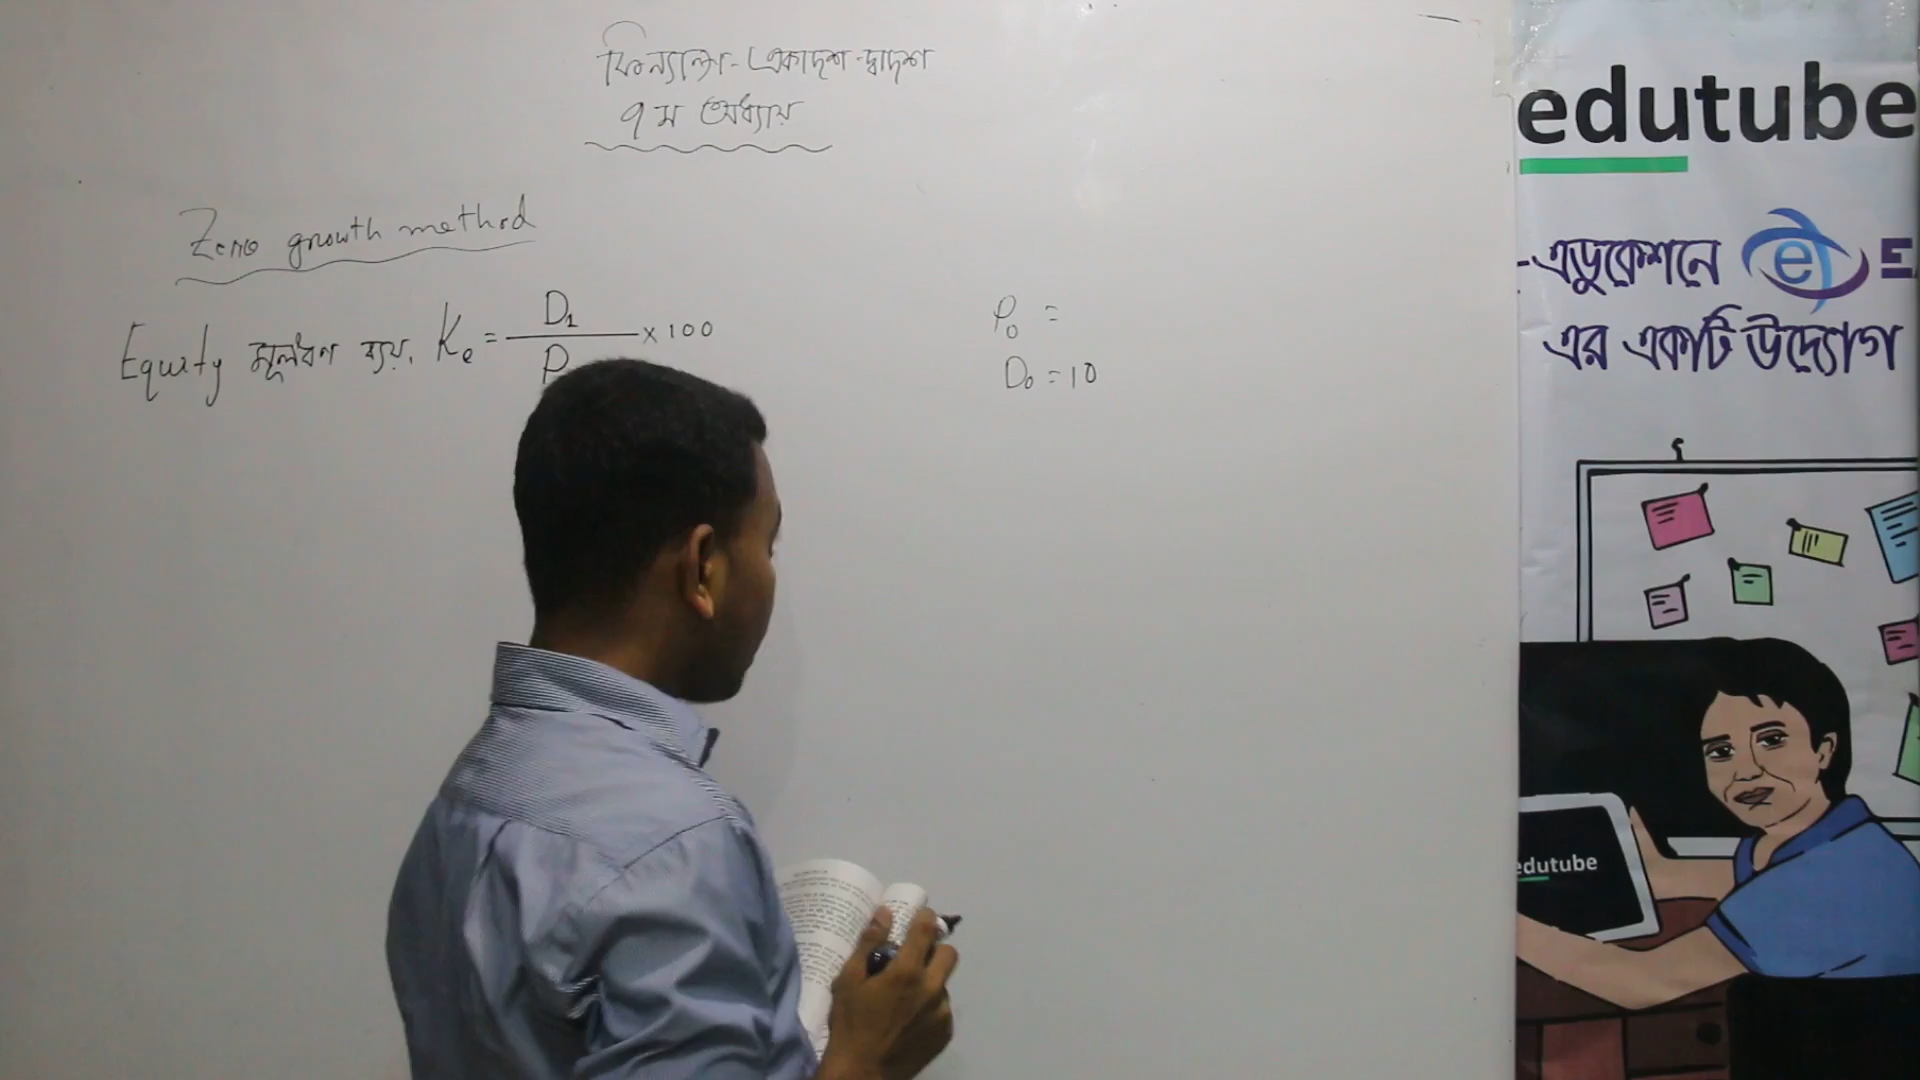 ফিন্যান্স - একাদশ - দ্বাদশ
৭ম অধ্যায়
Zero growth method
Equity মূলধন ব্যয়, Ke = D1 / P × 100
P0 =
D0 = 10
edutube
-এডুকেশনে
এর একটি উদ্যোগ
edutube